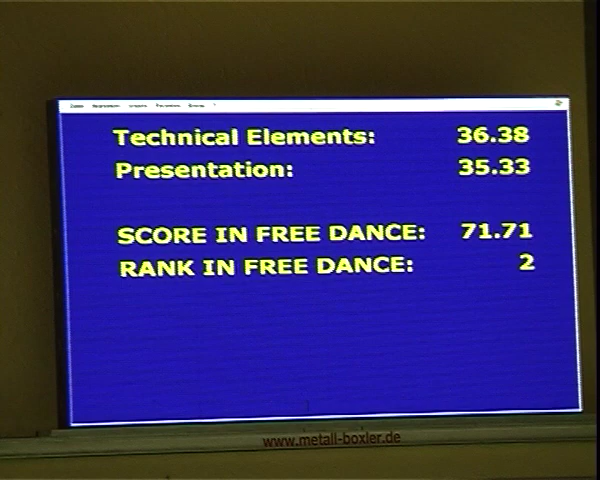 Technical Elements: 36.38
Presentation: 35.33
SCORE IN FREE DANCE: 71.71
RANK IN FREE DANCE: 2
www.metall-boxler.de